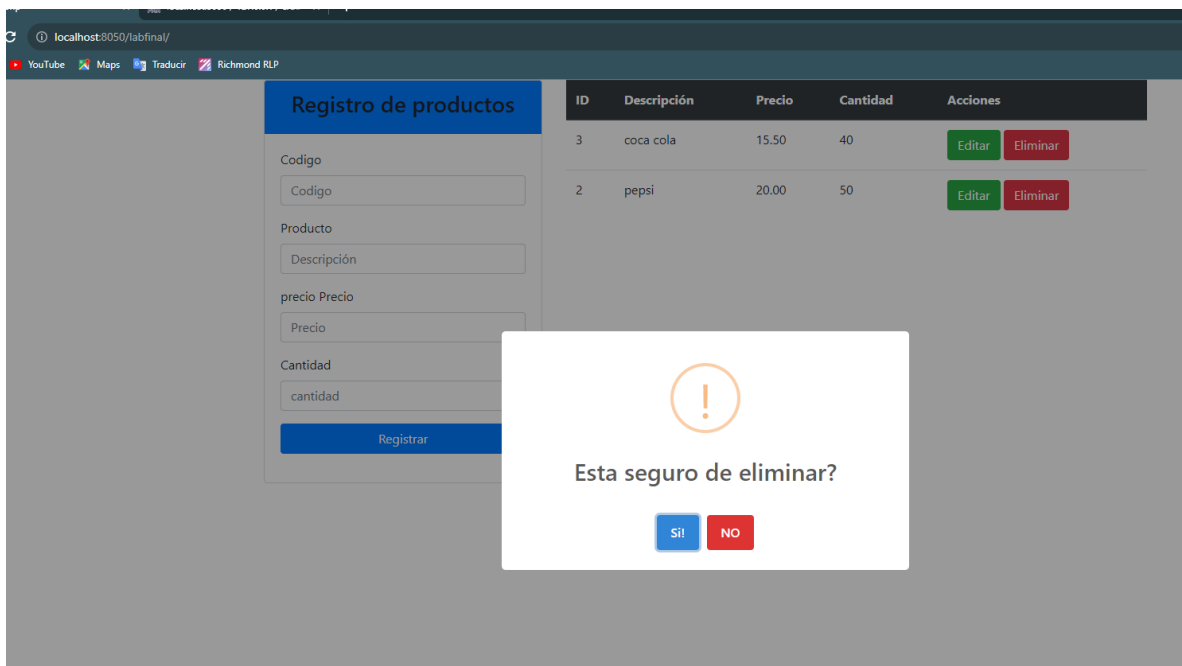 localhost:8050/labfinal/
YouTube Maps Traducir Richmond RLP
Registro de productos
Codigo
Codigo
Producto
Descripción
precio Precio
Precio
Cantidad
cantidad
Registrar
ID Descripción Precio Cantidad Acciones
3 coca cola 15.50 40 Editar Eliminar
2 pepsi 20.00 50 Editar Eliminar
!
Esta seguro de eliminar?
Si! NO